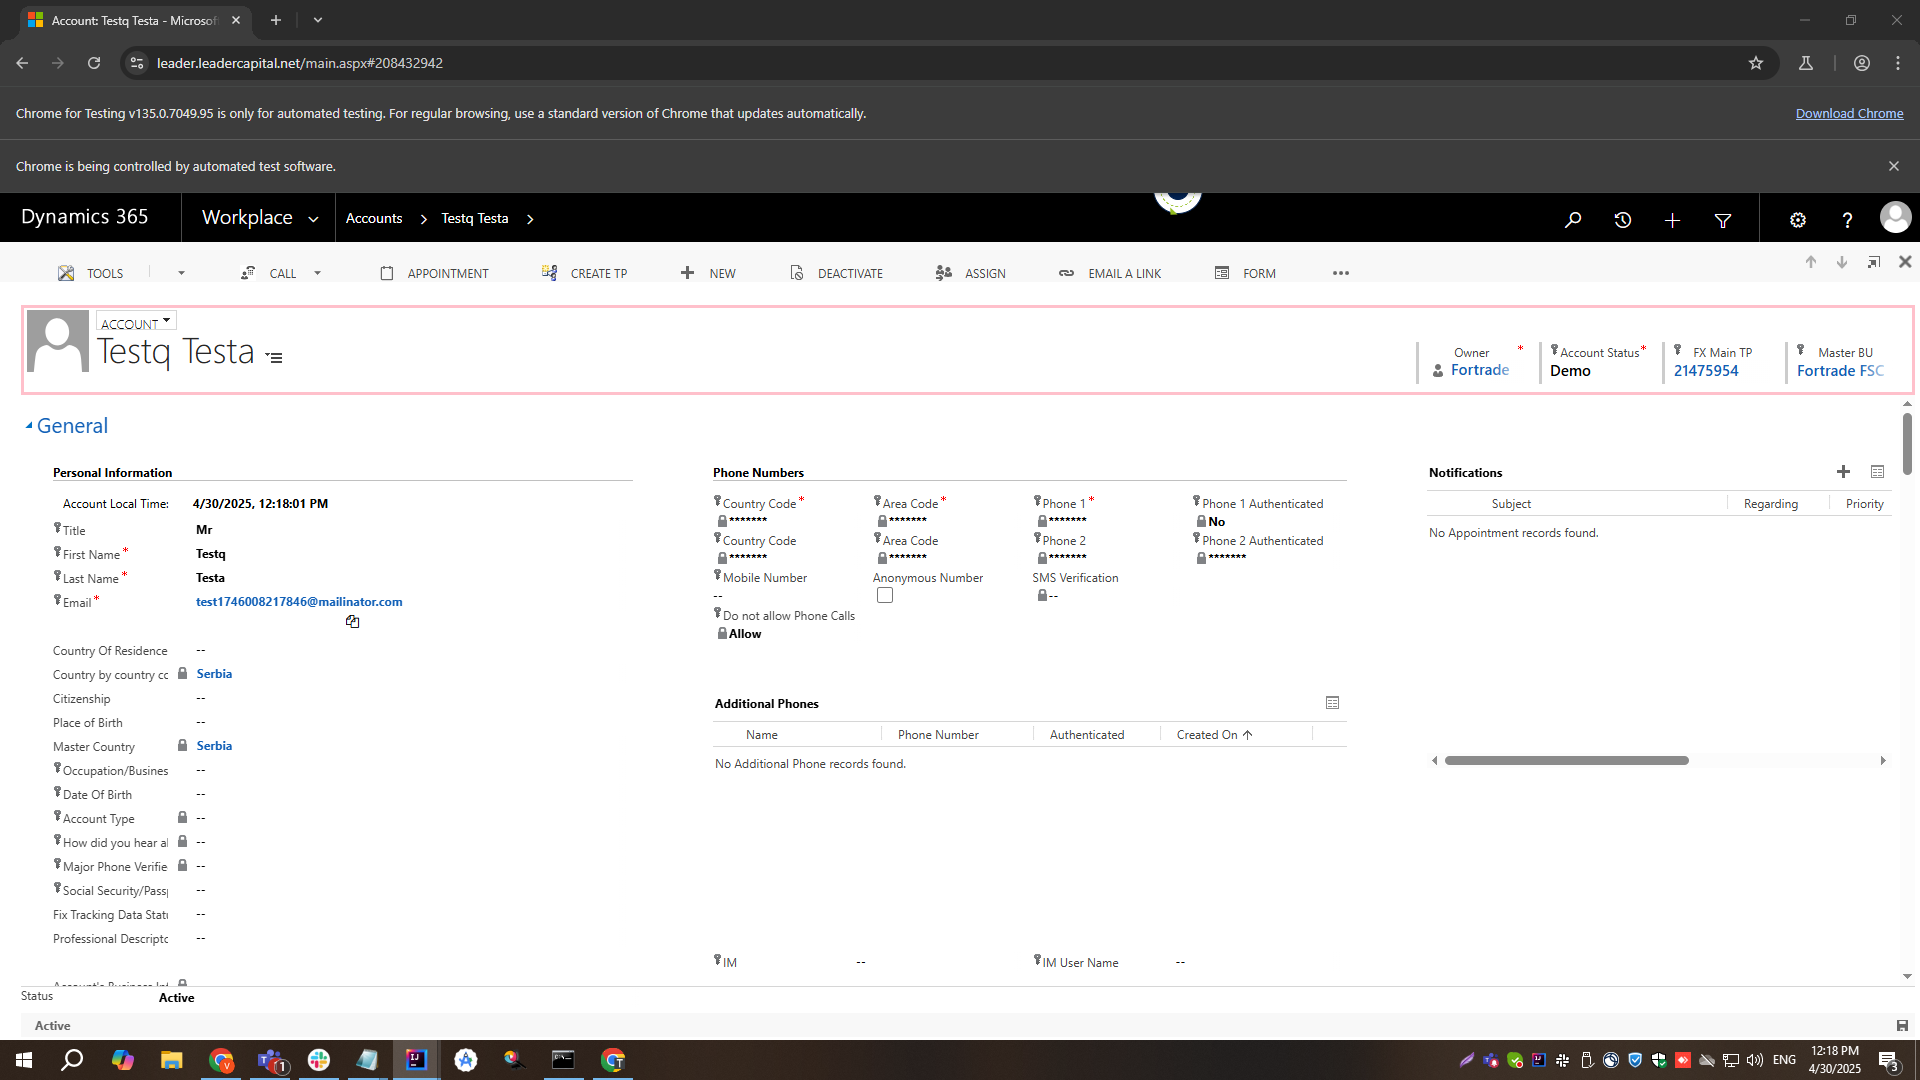 Account: Testq Testa - Microsof
leader.leadercapital.net/main.aspx#208432942
Chrome for Testing v135.0.7049.95 is only for automated testing. For regular browsing, use a standard version of Chrome that updates automatically.
Download Chrome
Chrome is being controlled by automated test software.
Dynamics 365
Workplace
Accounts
Testq Testa
TOOLS
CALL
APPOINTMENT
CREATE TP
NEW
DEACTIVATE
ASSIGN
EMAIL A LINK
FORM
ACCOUNT
Testq Testa
Owner *
Fortrade
Account Status *
Demo
FX Main TP
21475954
Master BU
Fortrade FSC
General
Personal Information
Account Local Time: 4/30/2025, 12:18:01 PM
Title Mr
First Name * Testq
Last Name * Testa
Email * test1746008217846@mailinator.com
Country Of Residence --
Country by country cc Serbia
Citizenship --
Place of Birth --
Master Country Serbia
Occupation/Busines --
Date Of Birth --
Account Type --
How did you hear a --
Major Phone Verifie --
Social Security/Pass --
Fix Tracking Data Stat --
Professional Descripto --
Phone Numbers
Country Code * Area Code * Phone 1 * Phone 1 Authenticated
******* ******* ******* No
Country Code Area Code Phone 2 Phone 2 Authenticated
******* ******* ******* *******
Mobile Number Anonymous Number SMS Verification
-- --
Do not allow Phone Calls
Allow
Additional Phones
Name Phone Number Authenticated Created On
No Additional Phone records found.
IM -- IM User Name --
Notifications
Subject Regarding Priority
No Appointment records found.
Status Active
Active
1
ENG
12:18 PM
4/30/2025
3